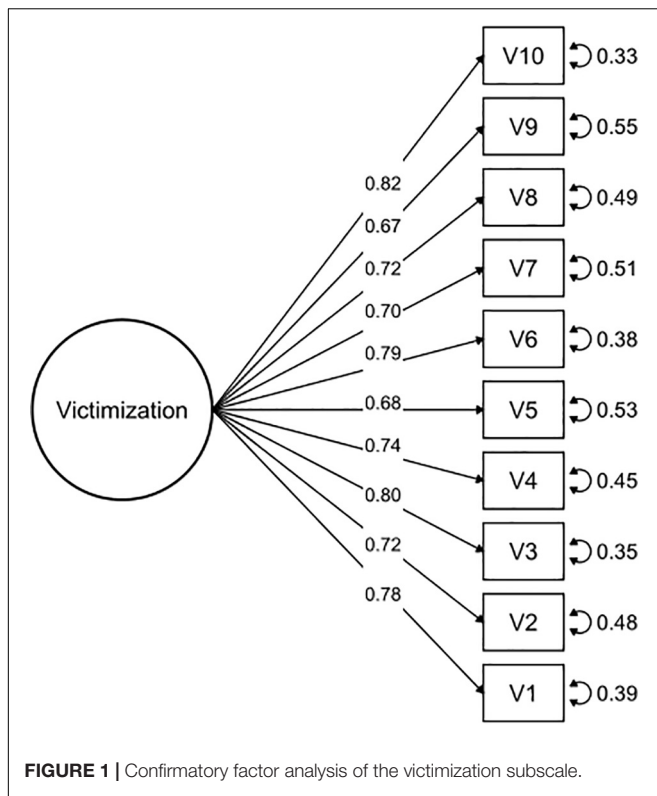 V10 0.33
V9 0.55
0.82
V8 0.49
0.67
0.72
V7 0.51
0.70
V6 0.38
0.79
Victimization 0.68 V5 0.53
0.74
V4 0.45
0.80
V3 0.35
0.72
V2 0.48
0.78
V1 0.39
FIGURE 1 | Confirmatory factor analysis of the victimization subscale.